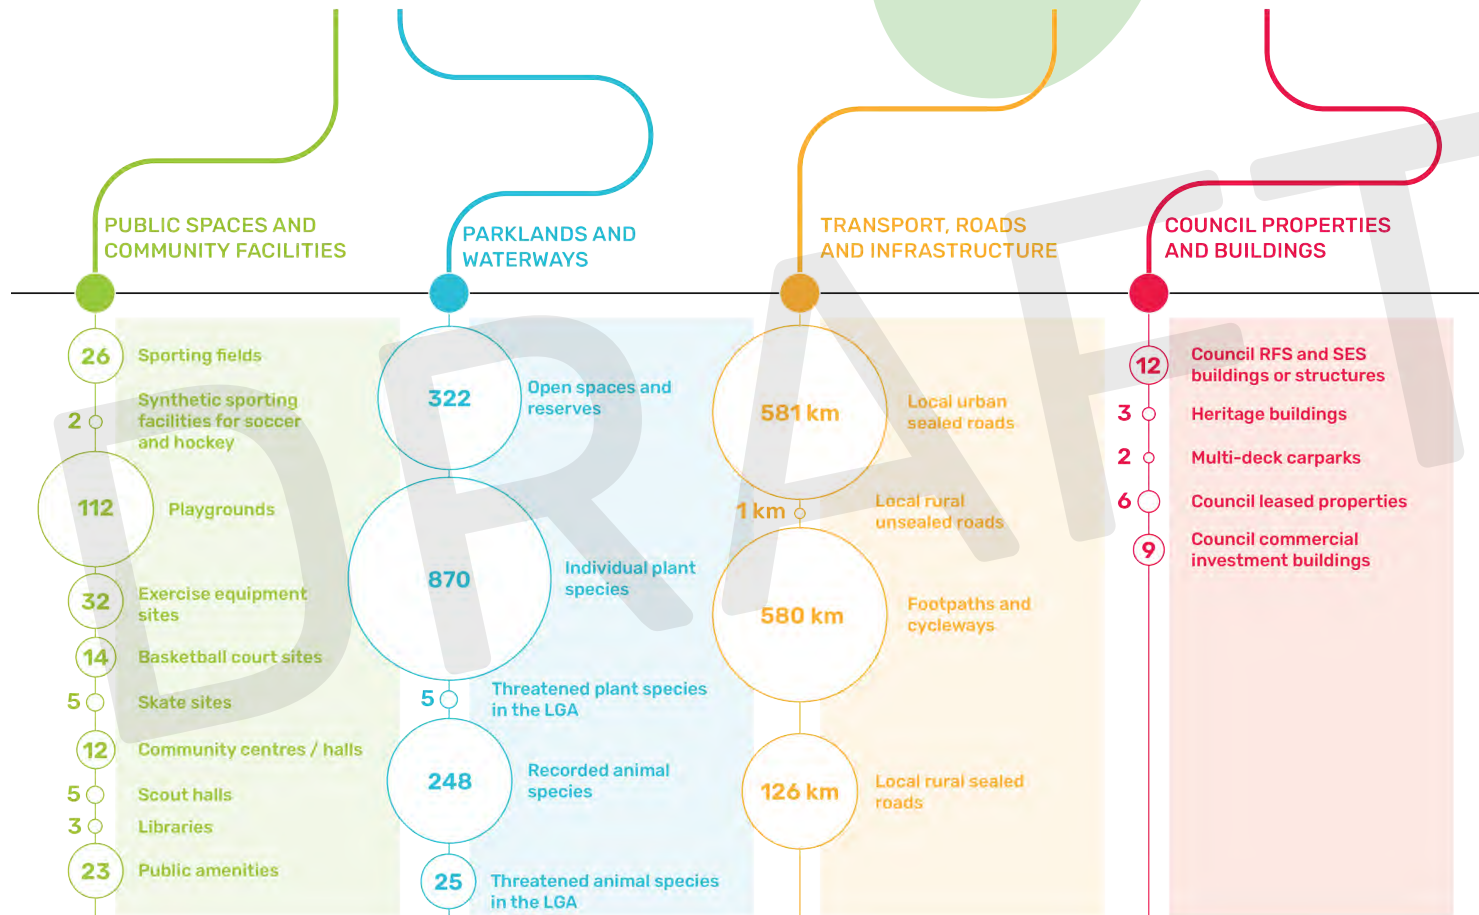 PUBLIC SPACES AND
COMMUNITY FACILITIES
26
Sporting fields
2
Synthetic sporting
facilities for soccer
and hockey
112
Playgrounds
32
Exercise equipment
sites
14
Basketball court sites
5
Skate sites
12
Community centres / halls
5
Scout halls
3
Libraries
23
Public amenities
PARKLANDS AND
WATERWAYS
322
Open spaces and
reserves
870
Individual plant
species
5
Threatened plant species
in the LGA
248
Recorded animal
species
25
Threatened animal species
in the LGA
TRANSPORT, ROADS
AND INFRASTRUCTURE
581 km
Local urban
sealed roads
1 km
Local rural
unsealed roads
580 km
Footpaths and
cycleways
126 km
Local rural sealed
roads
COUNCIL PROPERTIES
AND BUILDINGS
12
Council RFS and SES
buildings or structures
3
Heritage buildings
2
Multi-deck carparks
6
Council leased properties
9
Council commercial
investment buildings
DRAFT